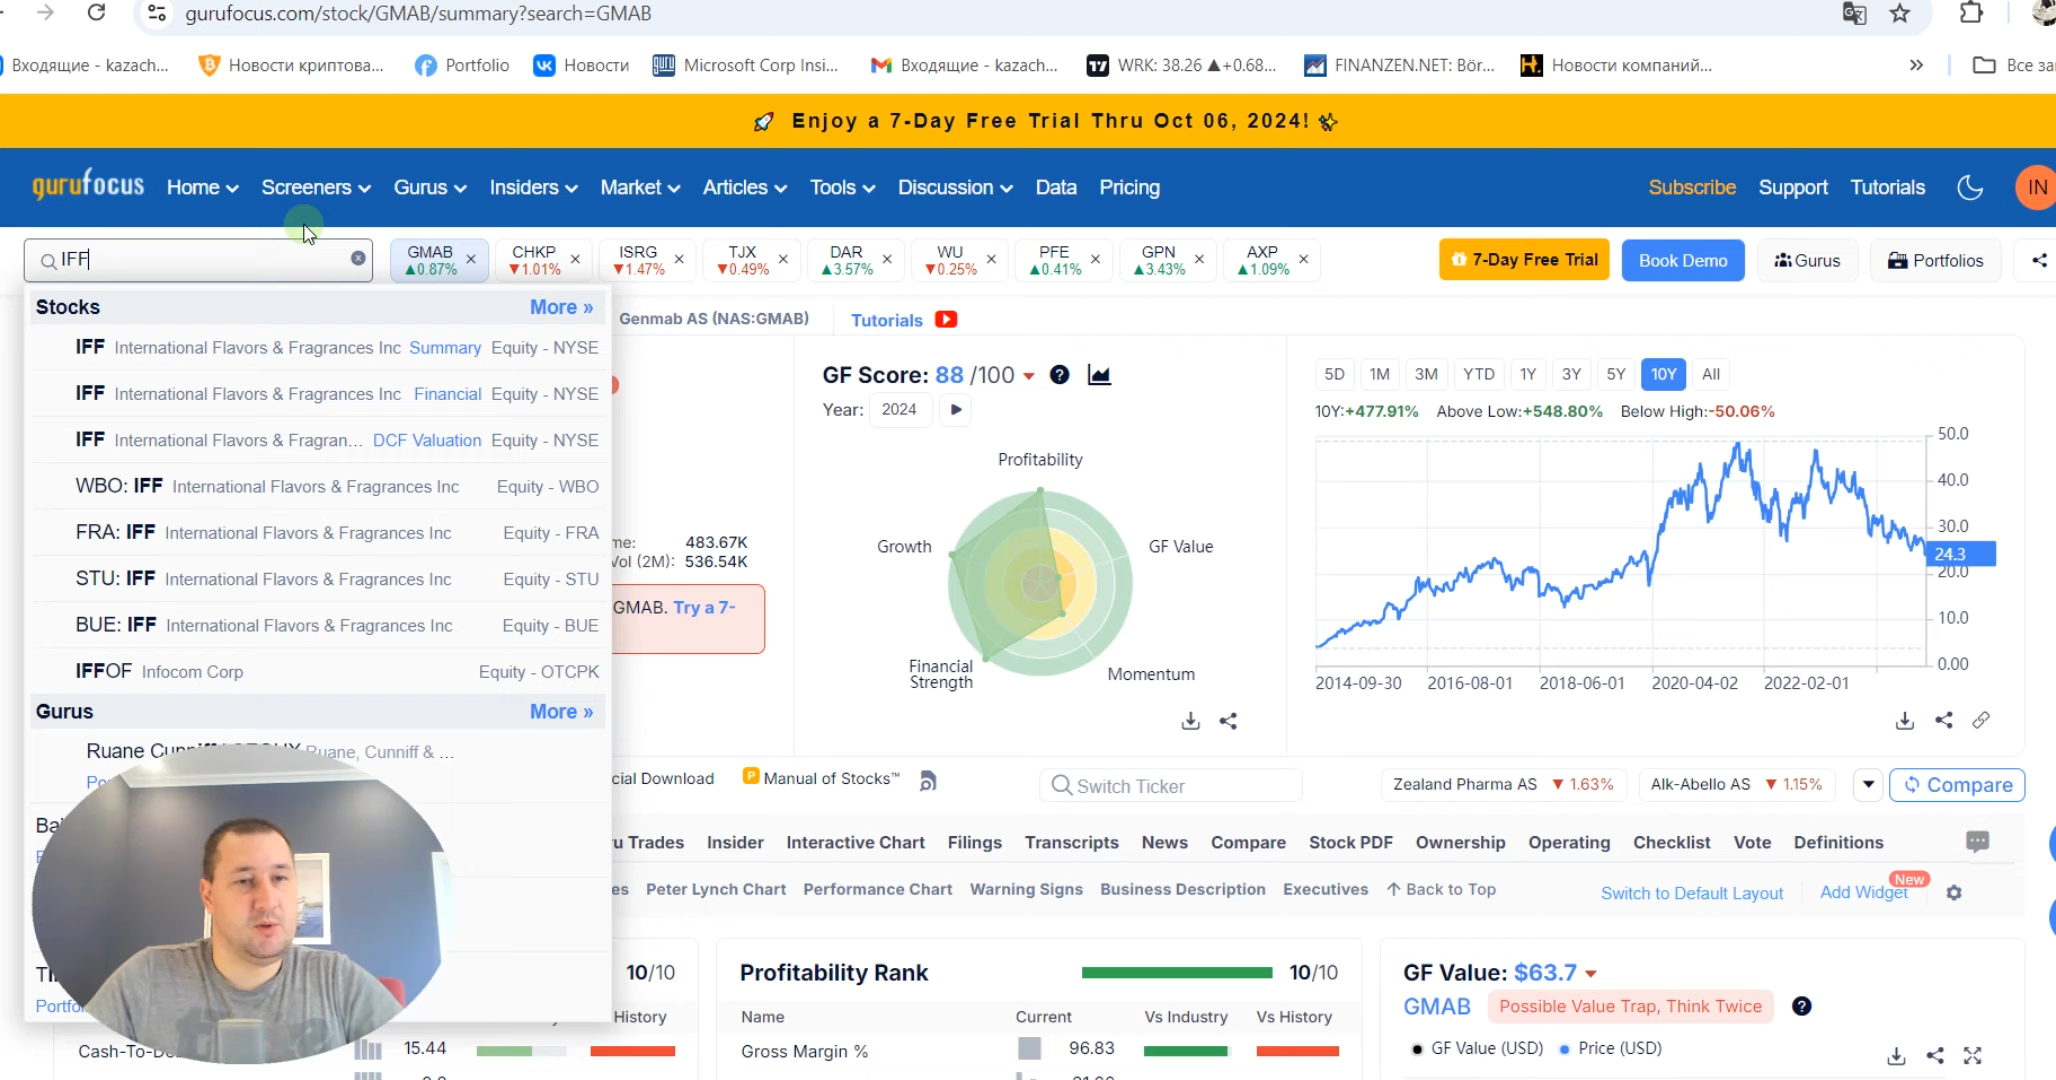 gurufocus.com/stock/GMAB/summary?search=GMAB
Входящие - kazach... Новости криптова... Portfolio Новости Microsoft Corp Insi... Входящие - kazach... WRK: 38.26 ▲+0.68... FINANZEN.NET: Bör... Новости компаний... » Все
Enjoy a 7-Day Free Trial Thru Oct 06, 2024!
gurufocus Home Screeners Gurus Insiders Market Articles Tools Discussion Data Pricing Subscribe Support Tutorials IN
IFF
GMAB ▲0.87% CHKP ▼1.01% ISRG ▼1.47% TJX ▼0.49% DAR ▲3.57% WU ▼0.25% PFE ▲0.41% GPN ▲3.43% AXP ▲1.09%
7-Day Free Trial Book Demo Gurus Portfolios
Stocks More »
IFF International Flavors & Fragrances Inc Summary Equity - NYSE
IFF International Flavors & Fragrances Inc Financial Equity - NYSE
IFF International Flavors & Fragran... DCF Valuation Equity - NYSE
WBO: IFF International Flavors & Fragrances Inc Equity - WBO
FRA: IFF International Flavors & Fragrances Inc Equity - FRA
STU: IFF International Flavors & Fragrances Inc Equity - STU
BUE: IFF International Flavors & Fragrances Inc Equity - BUE
IFFOF Infocom Corp Equity - OTCPK
Gurus More »
Ruane Ruane, Cunniff & ...
Genmab AS (NAS:GMAB) Tutorials
483.67K
(2M): 536.54K
GMAB. Try a 7-
GF Score: 88 /100
Year: 2024
Profitability
Growth
GF Value
Financial
Strength
Momentum
5D 1M 3M YTD 1Y 3Y 5Y 10Y All
10Y:+477.91% Above Low:+548.80% Below High:-50.06%
50.0
40.0
30.0
24.3
20.0
10.0
0.00
2014-09-30 2016-08-01 2018-06-01 2020-04-02 2022-02-01
Download P Manual of Stocks™ Switch Ticker Zealand Pharma AS ▼ 1.63% Alk-Abello AS ▼ 1.15% Compare
Trades Insider Interactive Chart Filings Transcripts News Compare Stock PDF Ownership Operating Checklist Vote Definitions
Peter Lynch Chart Performance Chart Warning Signs Business Description Executives Back to Top Switch to Default Layout Add Widget New
10/10
History
15.44
Profitability Rank 10/10
Name Current Vs Industry Vs History
Gross Margin % 96.83
GF Value: $63.7
GMAB Possible Value Trap, Think Twice
GF Value (USD) Price (USD)